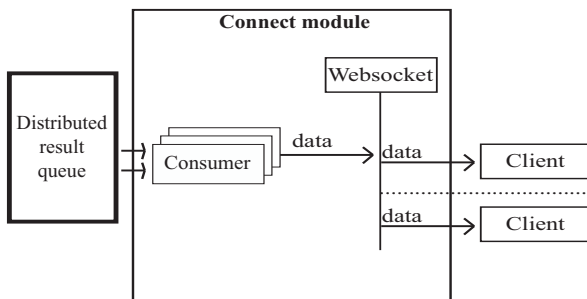 Connect module
Websocket
Distributed
result
queue
Consumer
data
data
Client
data
Client